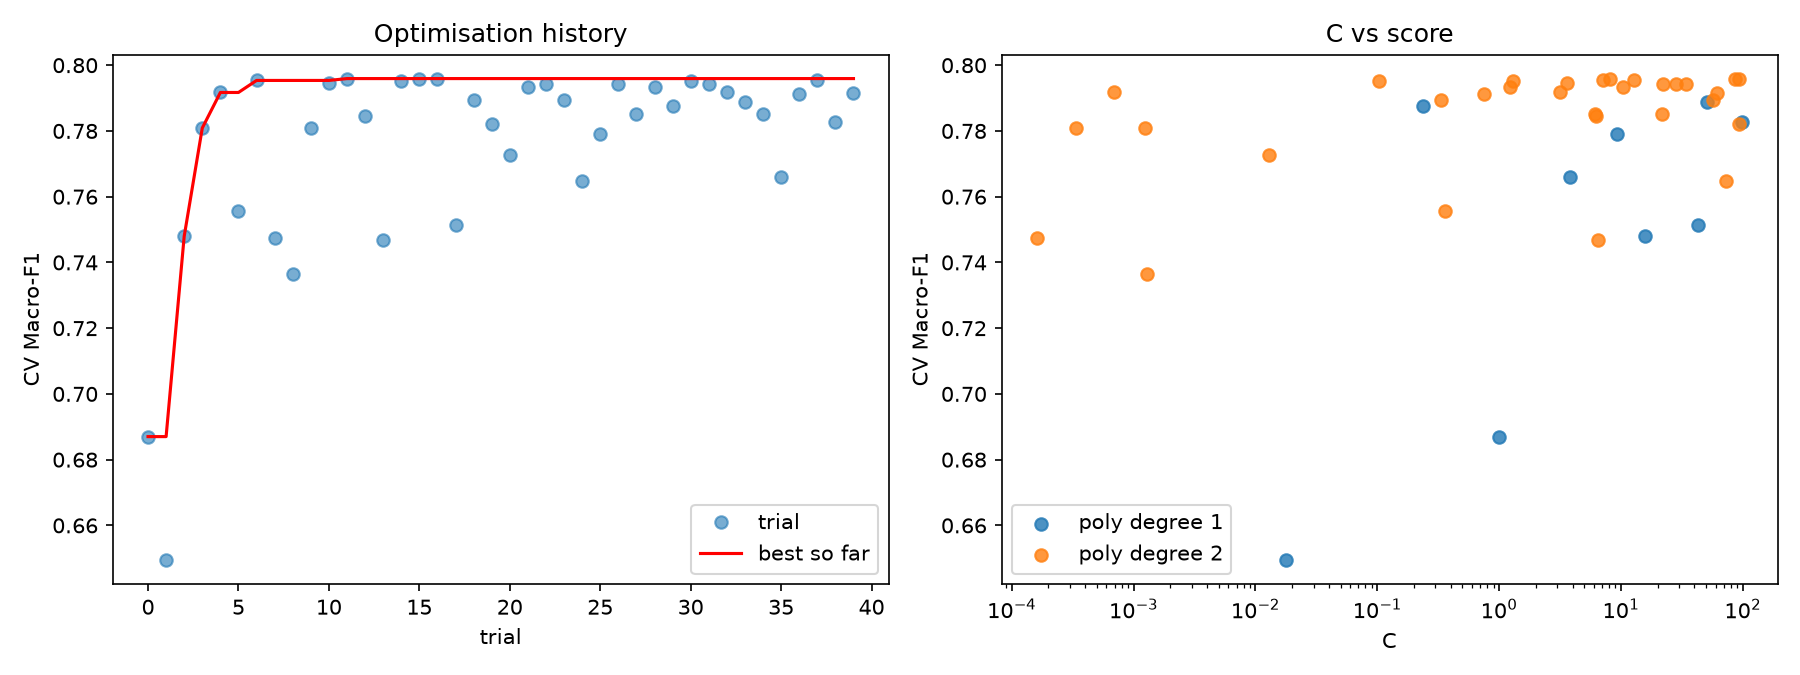 Optimisation history
CV Macro-F1
0.80
0.78
0.76
0.74
0.72
0.70
0.68
0.66
0 5 10 15 20 25 30 35 40
trial
trial
best so far
C vs score
CV Macro-F1
0.80
0.78
0.76
0.74
0.72
0.70
0.68
0.66
10⁻⁴ 10⁻³ 10⁻² 10⁻¹ 10⁰ 10¹ 10²
C
poly degree 1
poly degree 2